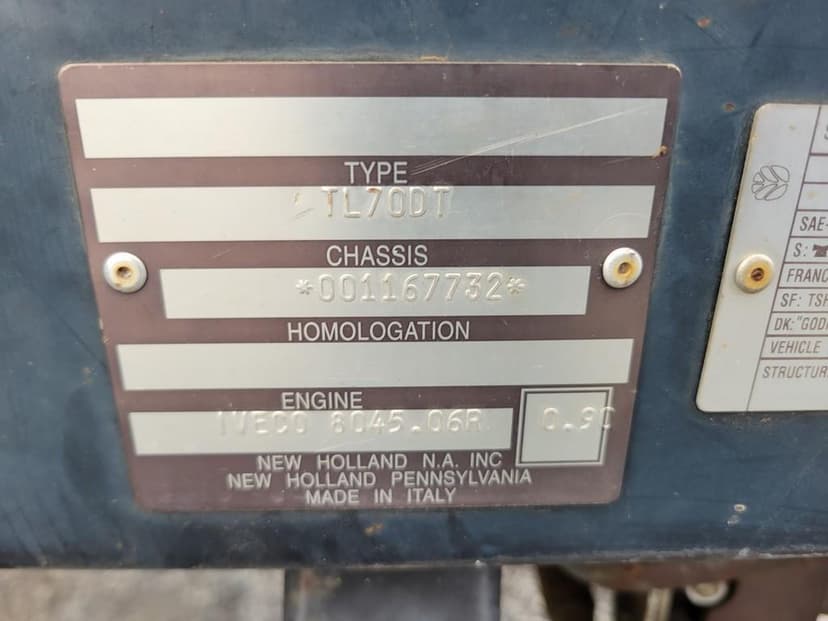 TYPE
TL70DT
CHASSIS
*001167732*
HOMOLOGATION
ENGINE
IVECO 8045.06R 0.90
NEW HOLLAND N.A. INC
NEW HOLLAND PENNSYLVANIA
MADE IN ITALY
S
SAE-
S:
FRANC
SF: TSF
DK:"GOD
VEHICLE
STRUCTUR